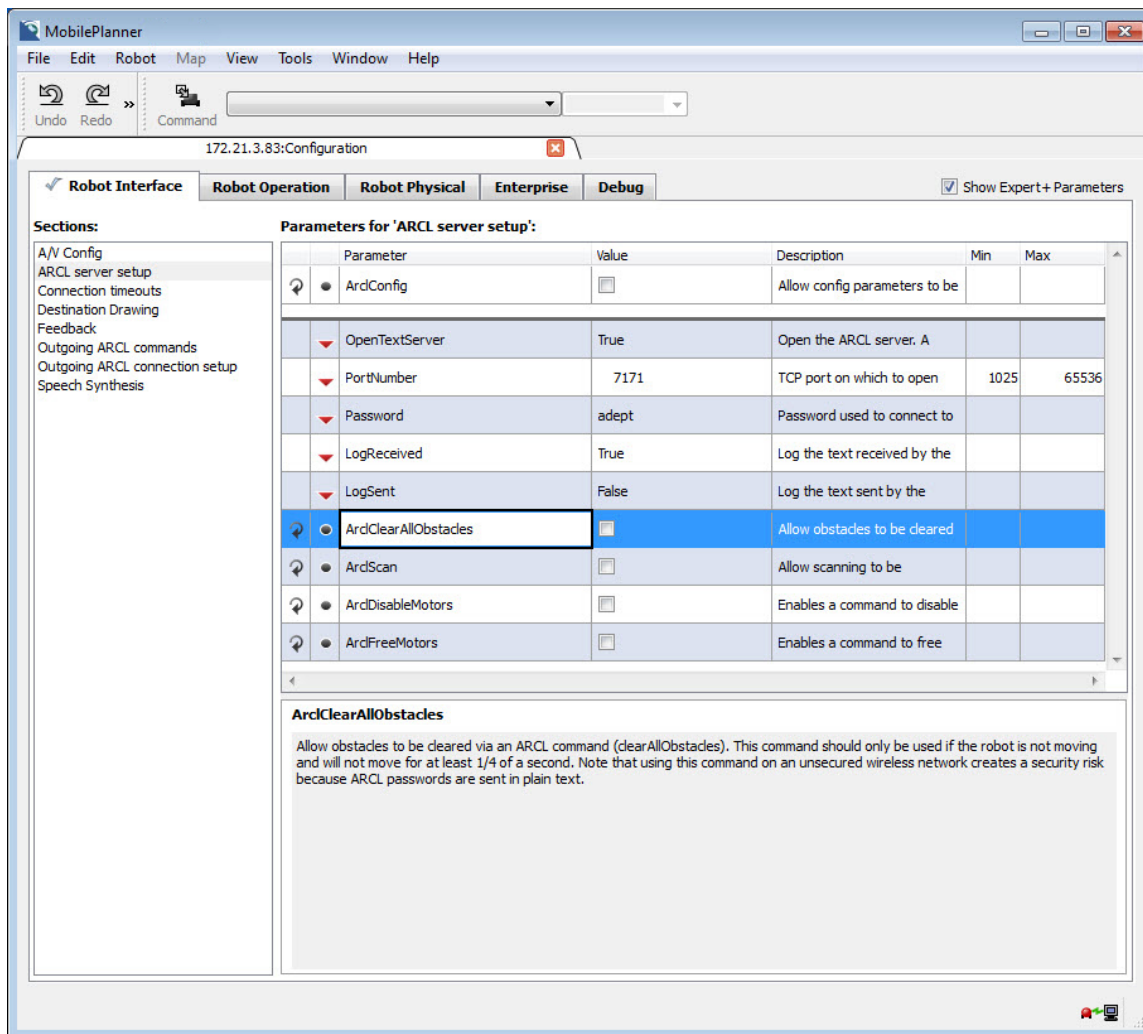 MobilePlanner
File Edit Robot Map View Tools Window Help
Undo Redo » Command
172.21.3.83:Configuration
Robot Interface Robot Operation Robot Physical Enterprise Debug Show Expert+ Parameters
Sections:
A/V Config
ARCL server setup
Connection timeouts
Destination Drawing
Feedback
Outgoing ARCL commands
Outgoing ARCL connection setup
Speech Synthesis
Parameters for 'ARCL server setup':
Parameter Value Description Min Max
ArclConfig Allow config parameters to be
OpenTextServer True Open the ARCL server. A
PortNumber 7171 TCP port on which to open 1025 65536
Password adept Password used to connect to
LogReceived True Log the text received by the
LogSent False Log the text sent by the
ArclClearAllObstacles Allow obstacles to be cleared
ArclScan Allow scanning to be
ArclDisableMotors Enables a command to disable
ArclFreeMotors Enables a command to free
ArclClearAllObstacles
Allow obstacles to be cleared via an ARCL command (clearAllObstacles). This command should only be used if the robot is not moving
and will not move for at least 1/4 of a second. Note that using this command on an unsecured wireless network creates a security risk
because ARCL passwords are sent in plain text.